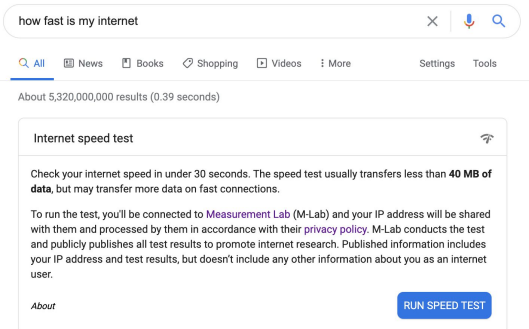 how fast is my internet
All News Books Shopping Videos More Settings Tools
About 5,320,000,000 results (0.39 seconds)
Internet speed test
Check your internet speed in under 30 seconds. The speed test usually transfers less than 40 MB of
data, but may transfer more data on fast connections.
To run the test, you'll be connected to Measurement Lab (M-Lab) and your IP address will be shared
with them and processed by them in accordance with their privacy policy. M-Lab conducts the test
and publicly publishes all test results to promote internet research. Published information includes
your IP address and test results, but doesn’t include any other information about you as an internet
user.
About RUN SPEED TEST